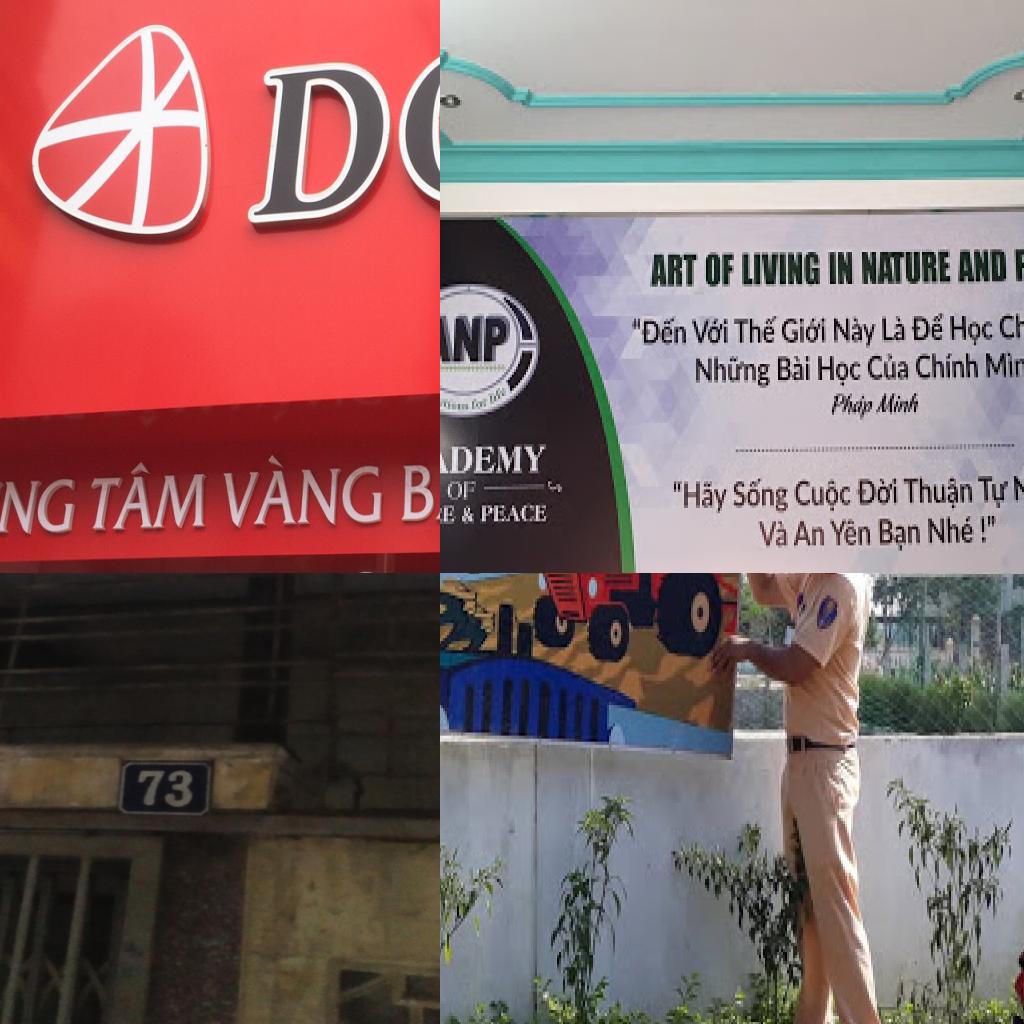 NG TÂM VÀNG B
ANP
ADEMY
OF
& PEACE
ART OF LIVING IN NATURE AND
“Đến Với Thế Giới Này Là Để Học Ch
Những Bài Học Của Chính Mìn
Pháp Minh
“Hãy Sống Cuộc Đời Thuận Tự N
Và An Yên Bạn Nhé !”
73